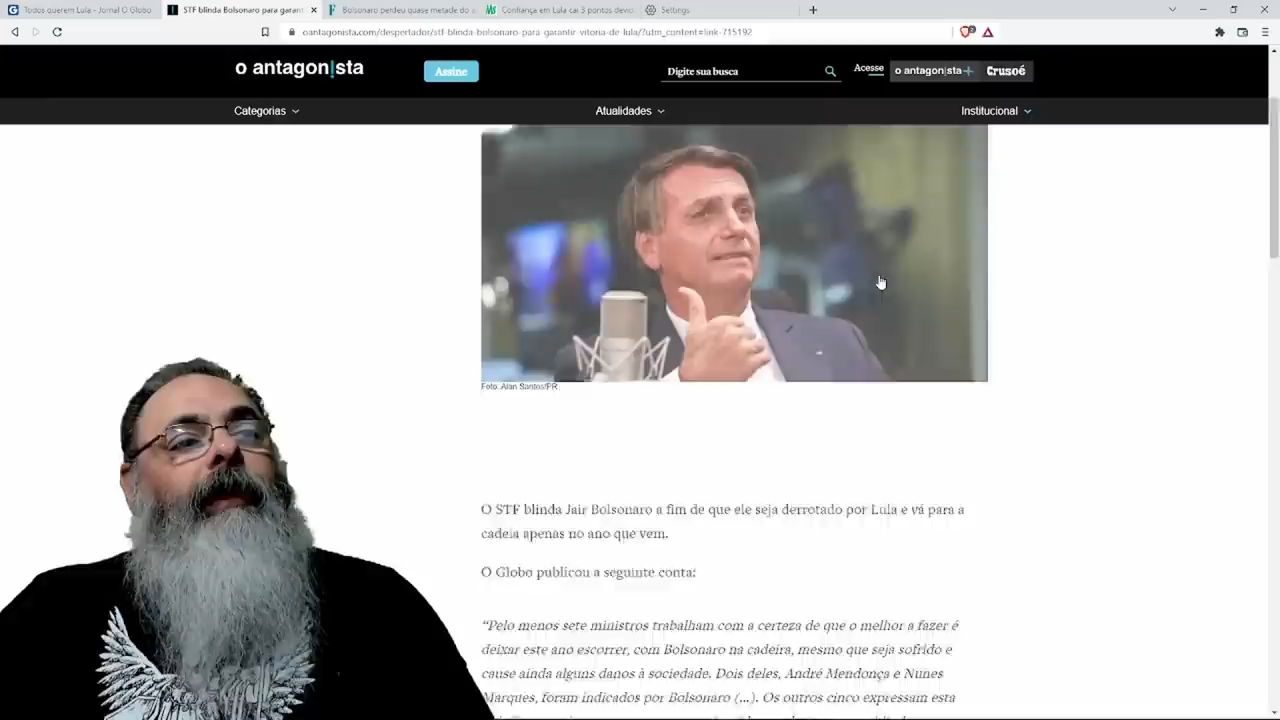 Todos querem Lula - Jornal O Globo
STF blinda Bolsonaro para garant
Bolsonaro perdeu quase metade do a
Confiança em Lula cai 3 pontos devid
Settings
oantagonista.com/despertador/stf-blinda-bolsonaro-para-garantir-vitoria-de-lula/?utm_content=link-715192
o antagon!sta
Assine
Digite sua busca
Acesse
o antagon|sta+
Crusoé
Categorias
Atualidades
Institucional
Foto: Alan Santos/PR
O STF blinda Jair Bolsonaro a fim de que ele seja derrotado por Lula e vá para a
cadeia apenas no ano que vem.
O Globo publicou a seguinte conta:
“Pelo menos sete ministros trabalham com a certeza de que o melhor a fazer é
deixar este ano escorrer, com Bolsonaro na cadeira, mesmo que seja sofrido e
cause ainda alguns danos à sociedade. Dois deles, André Mendonça e Nunes
Marques, foram indicados por Bolsonaro (...). Os outros cinco expressam esta